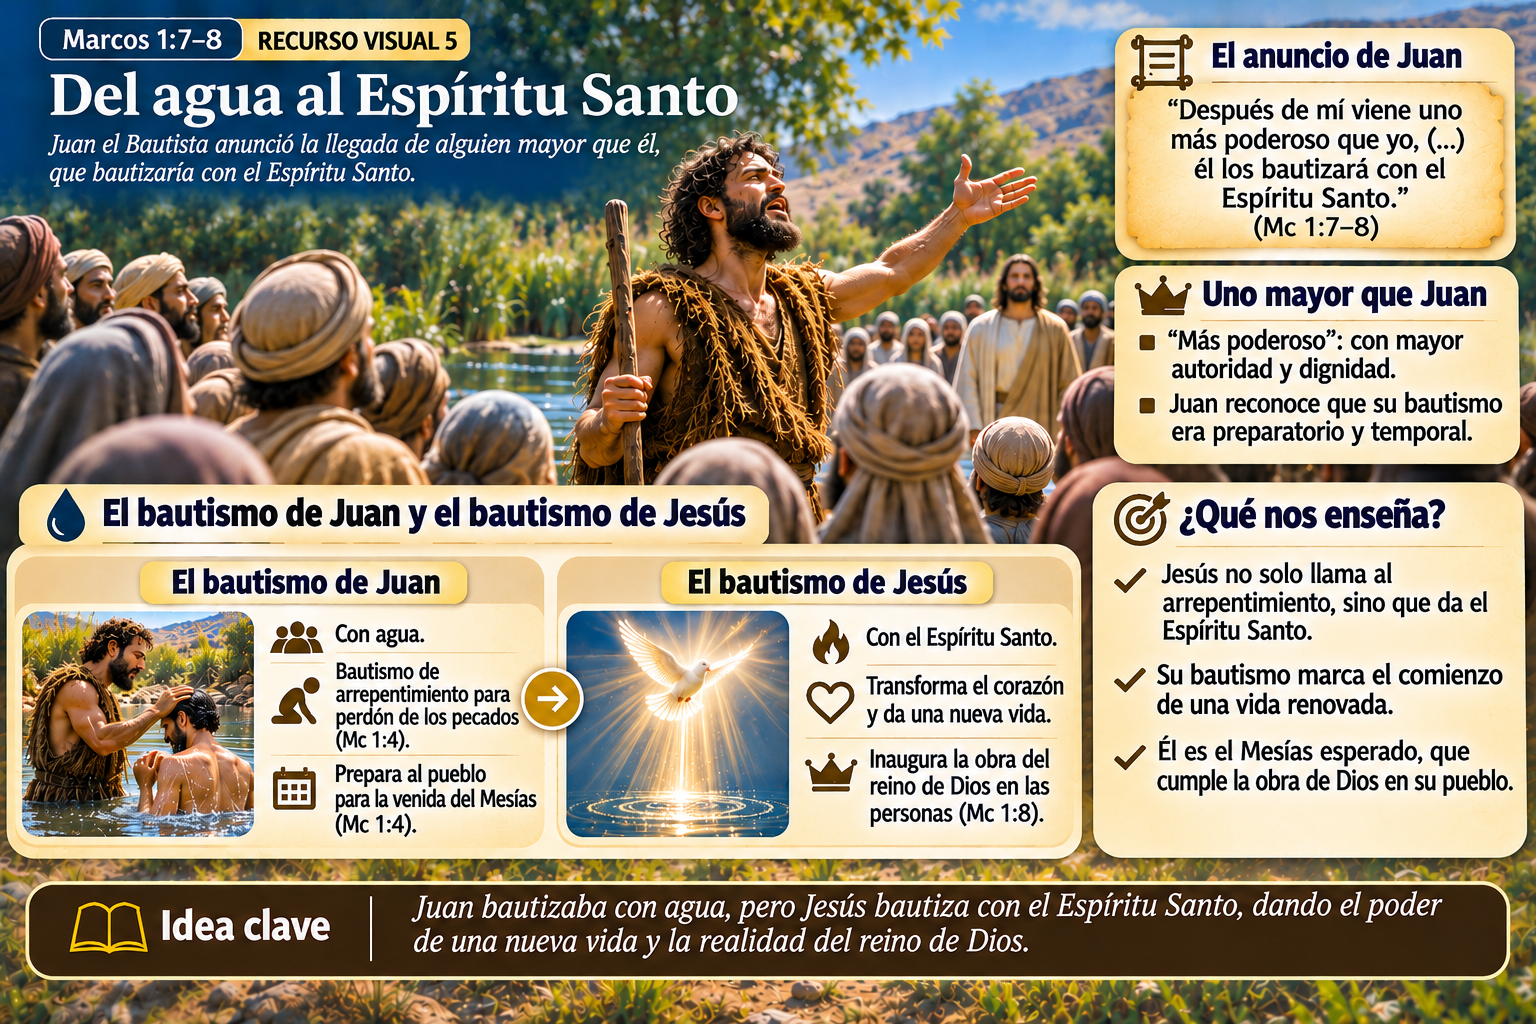 Marcos 1:7–8
RECURSO VISUAL 5
Del agua al Espíritu Santo
Juan el Bautista anunció la llegada de alguien mayor que él,
que bautizaría con el Espíritu Santo.
El anuncio de Juan
“Después de mí viene uno
más poderoso que yo, (...)
él los bautizará con el
Espíritu Santo.”
(Mc 1:7–8)
Uno mayor que Juan
“Más poderoso”: con mayor
autoridad y dignidad.
Juan reconoce que su bautismo
era preparatorio y temporal.
El bautismo de Juan y el bautismo de Jesús
El bautismo de Juan
Con agua.
Bautismo de
arrepentimiento para
perdón de los pecados
(Mc 1:4).
Prepara al pueblo
para la venida del Mesías
(Mc 1:4).
El bautismo de Jesús
Con el Espíritu Santo.
Transforma el corazón
y da una nueva vida.
Inaugura la obra del
reino de Dios en las
personas (Mc 1:8).
¿Qué nos enseña?
Jesús no solo llama al
arrepentimiento, sino que da el
Espíritu Santo.
Su bautismo marca el comienzo
de una vida renovada.
Él es el Mesías esperado, que
cumple la obra de Dios en su pueblo.
Idea clave
Juan bautizaba con agua, pero Jesús bautiza con el Espíritu Santo, dando el poder
de una nueva vida y la realidad del reino de Dios.